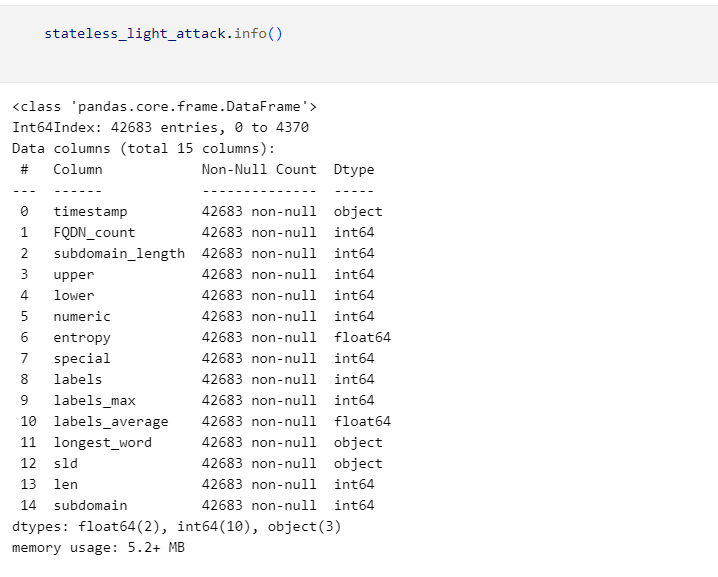 stateless_light_attack.info()
<class 'pandas.core.frame.DataFrame'>
Int64Index: 42683 entries, 0 to 4370
Data columns (total 15 columns):
 #   Column            Non-Null Count  Dtype
---  ------            --------------  -----
 0   timestamp         42683 non-null  object
 1   FQDN_count        42683 non-null  int64
 2   subdomain_length  42683 non-null  int64
 3   upper             42683 non-null  int64
 4   lower             42683 non-null  int64
 5   numeric           42683 non-null  int64
 6   entropy           42683 non-null  float64
 7   special           42683 non-null  int64
 8   labels            42683 non-null  int64
 9   labels_max        42683 non-null  int64
 10  labels_average    42683 non-null  float64
 11  longest_word      42683 non-null  object
 12  sld               42683 non-null  object
 13  len               42683 non-null  int64
 14  subdomain         42683 non-null  int64
dtypes: float64(2), int64(10), object(3)
memory usage: 5.2+ MB